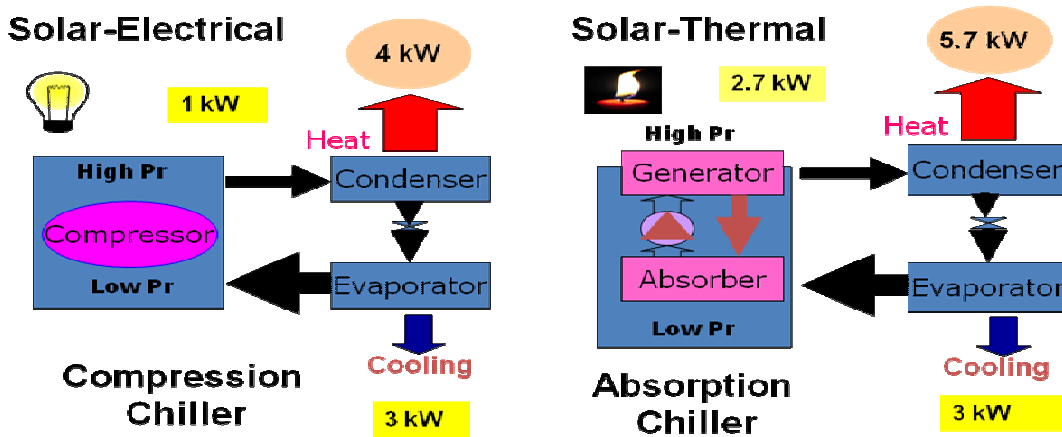 Solar-Electrical
4 kW
1 kW
Heat
High Pr
Condenser
Compressor
Low Pr
Evaporator
Cooling
Compression
Chiller
3 kW
Solar-Thermal
5.7 kW
2.7 kW
Heat
High Pr
Generator
Condenser
Absorber
Evaporator
Low Pr
Cooling
Absorption
Chiller
3 kW